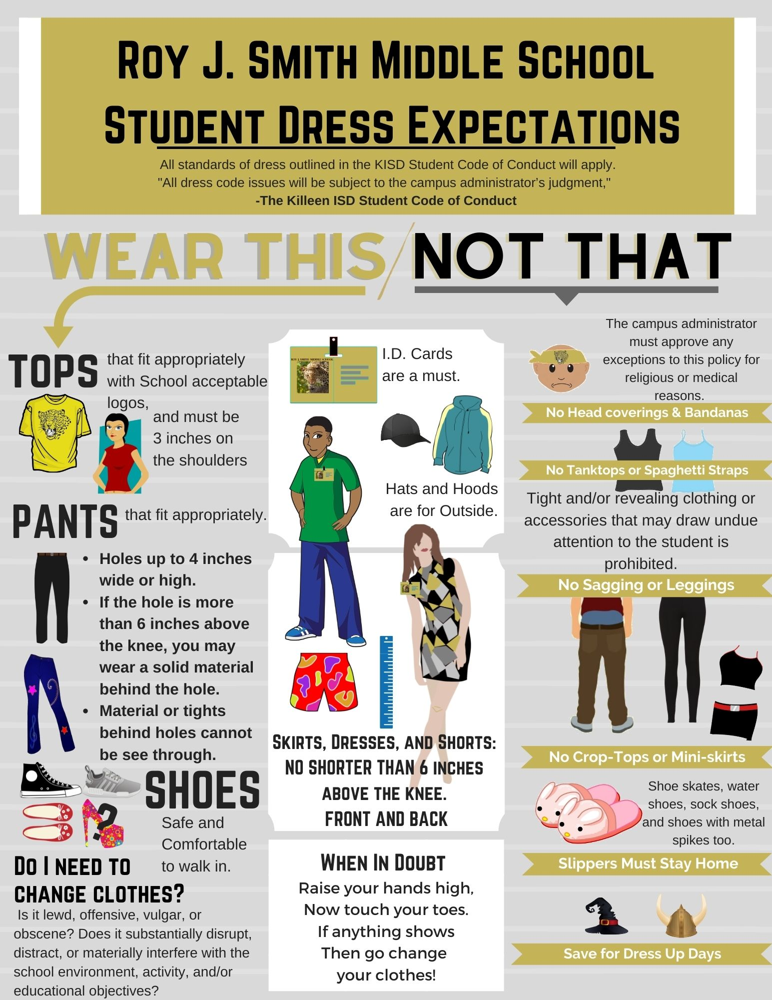 Roy J. Smith Middle School
Student Dress Expectations
All standards of dress outlined in the KISD Student Code of Conduct will apply.
"All dress code issues will be subject to the campus administrator’s judgment,"
-The Killeen ISD Student Code of Conduct
WEAR THIS/NOT THAT
TOPS
that fit appropriately
with School acceptable
logos,
and must be
3 inches on
the shoulders
PANTS
that fit appropriately.
• Holes up to 4 inches
wide or high.
• If the hole is more
than 6 inches above
the knee, you may
wear a solid material
behind the hole.
• Material or tights
behind holes cannot
be see through.
SHOES
?
Safe and
Comfortable
to walk in.
Do I need to
change clothes?
Is it lewd, offensive, vulgar, or
obscene? Does it substantially disrupt,
distract, or materially interfere with the
school environment, activity, and/or
educational objectives?
ROY J. SMITH MIDDLE SCHOOL
I.D. Cards
are a must.
Hats and Hoods
are for Outside.
Skirts, Dresses, and Shorts:
no shorter than 6 inches
above the knee.
front and back
When In Doubt
Raise your hands high,
Now touch your toes.
If anything shows
Then go change
your clothes!
The campus administrator
must approve any
exceptions to this policy for
religious or medical
reasons.
No Head coverings & Bandanas
No Tanktops or Spaghetti Straps
Tight and/or revealing clothing or
accessories that may draw undue
attention to the student is
prohibited.
No Sagging or Leggings
No Crop-Tops or Mini-skirts
Shoe skates, water
shoes, sock shoes,
and shoes with metal
spikes too.
Slippers Must Stay Home
Save for Dress Up Days